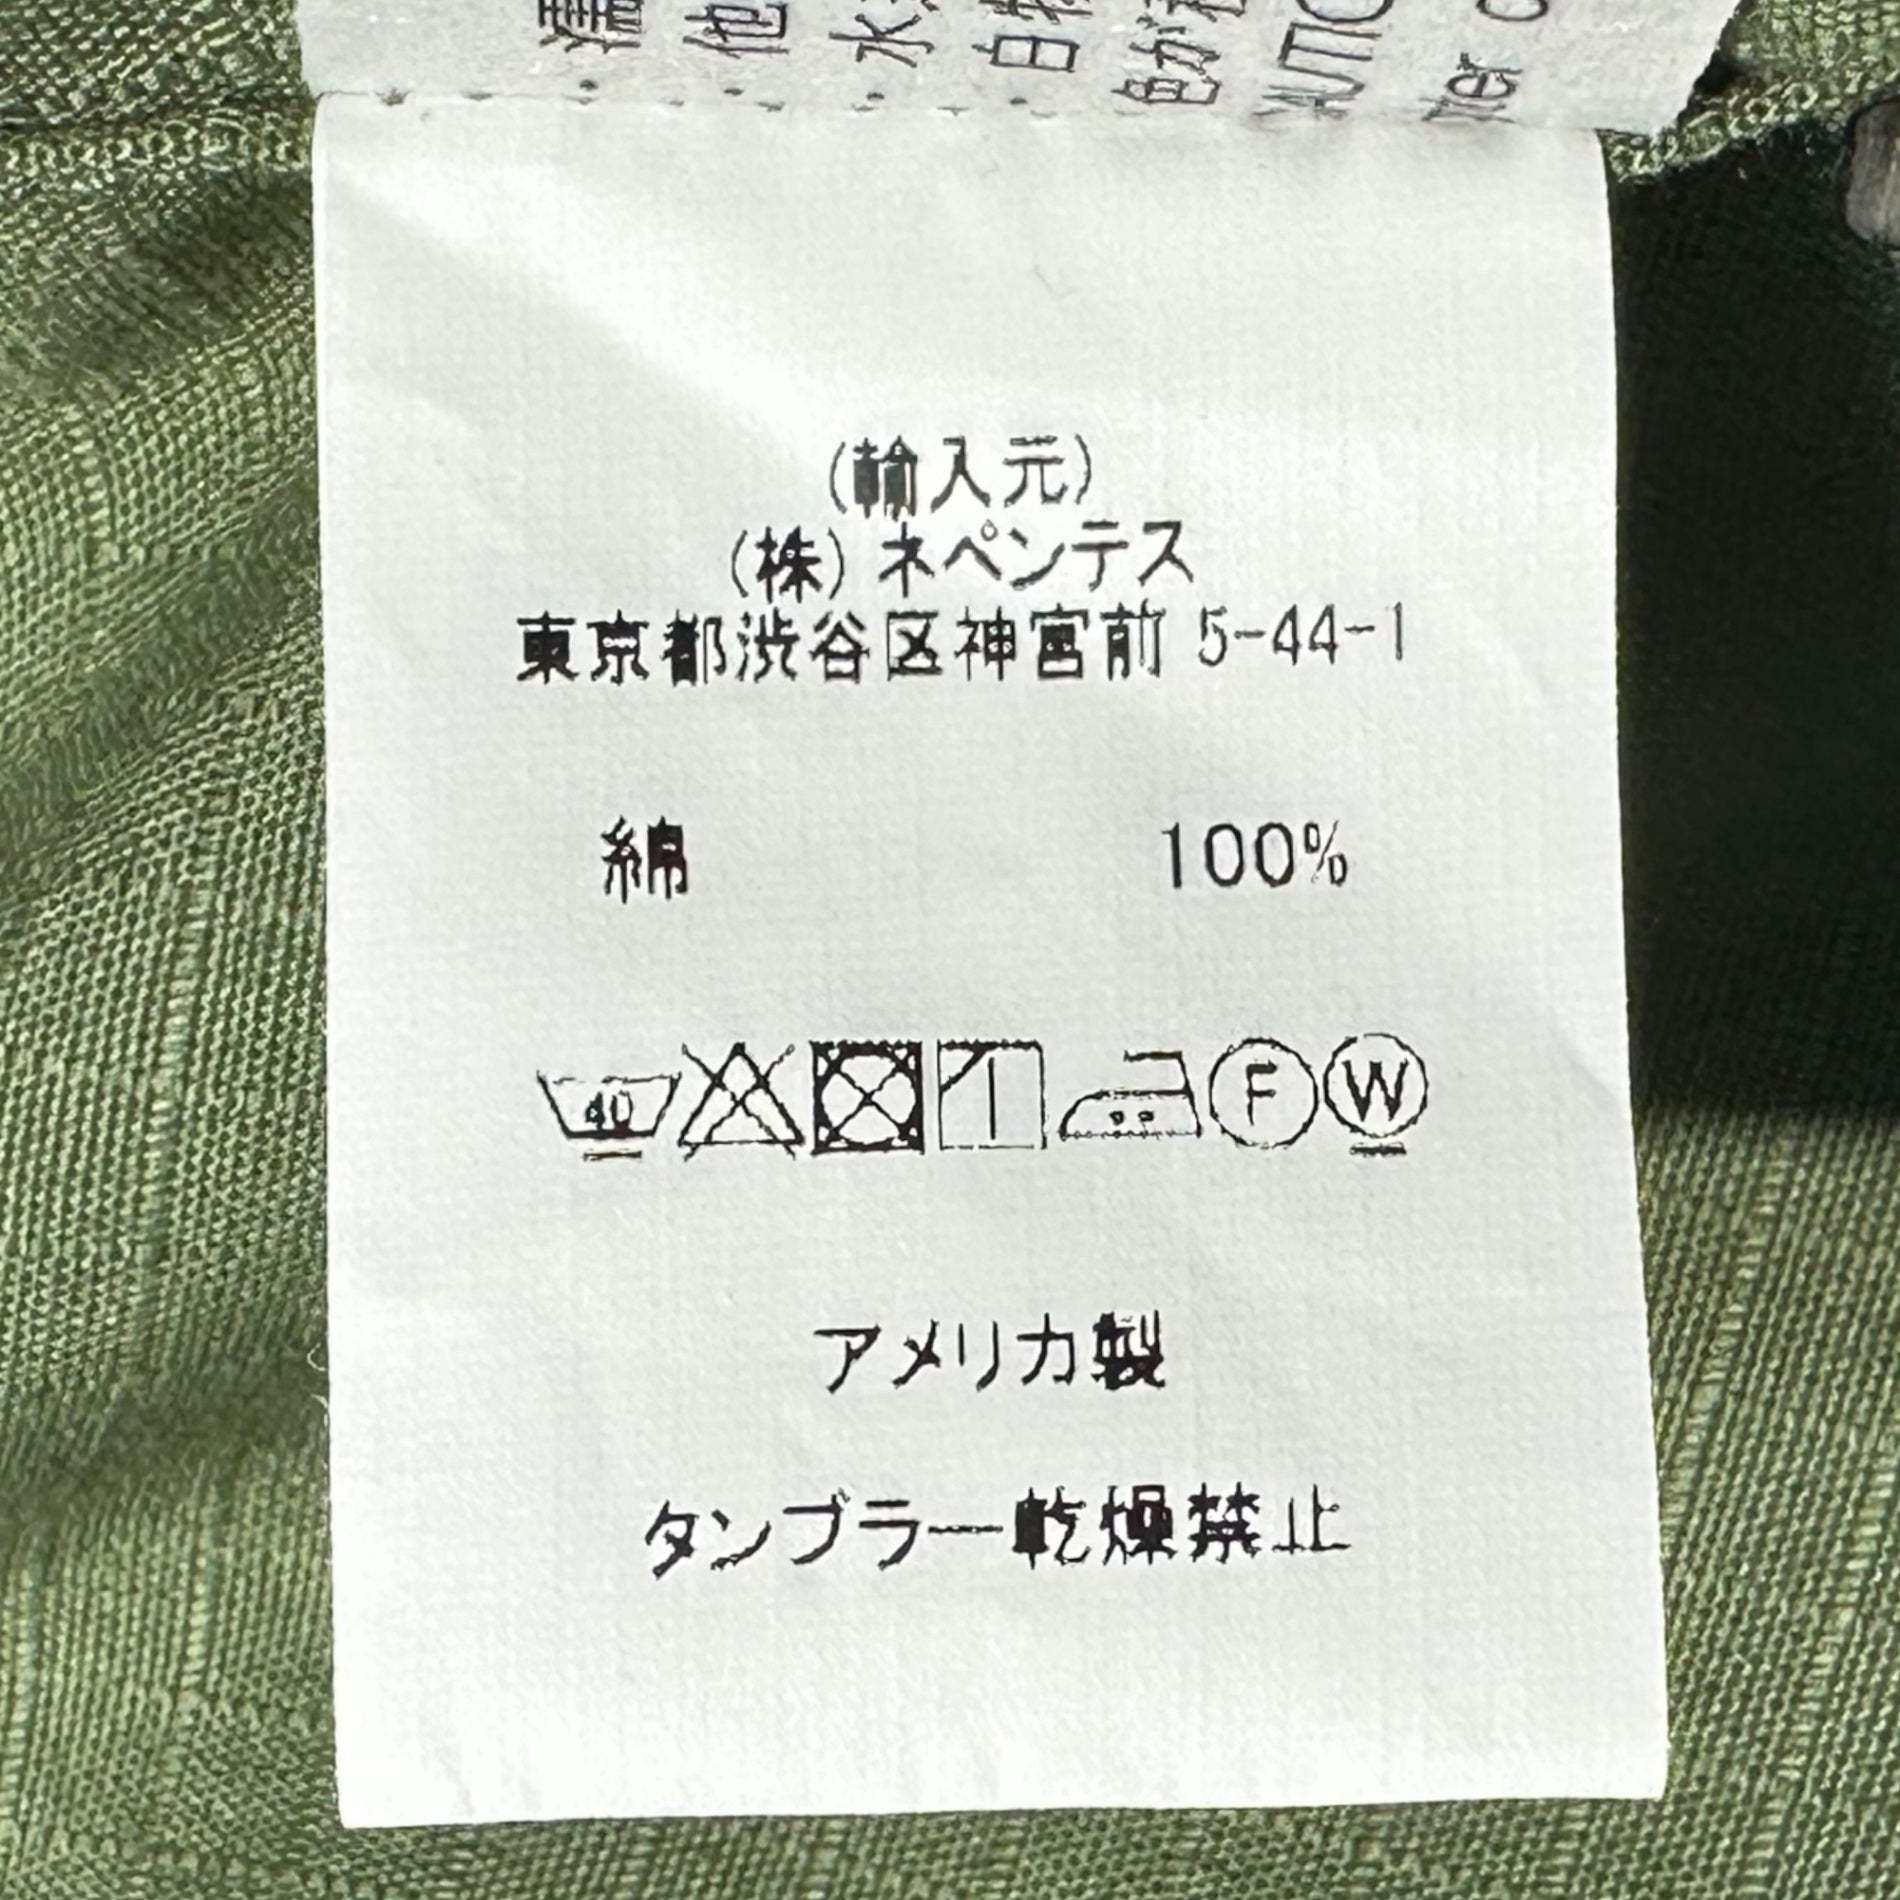 (輸入元)
(株) ネペンテス
東京都渋谷区神宮前 5-44-1
綿 100%
40 F W
アメリカ製
タンブラー乾燥禁止